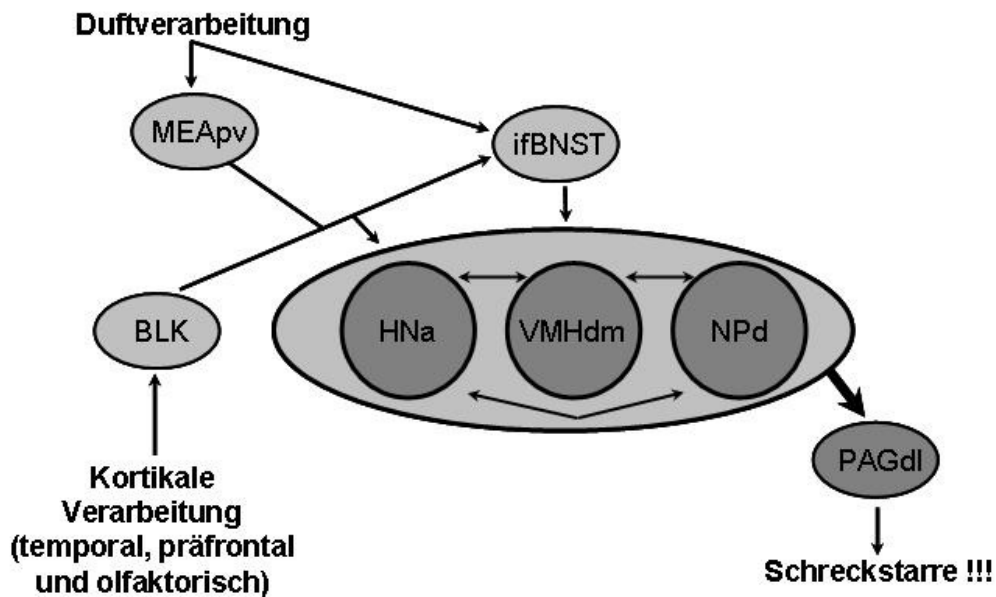 Duftverarbeitung
MEApv
ifBNST
BLK
HNa
VMHdm
NPd
PAGdl
Kortikale
Verarbeitung
(temporal, präfrontal
und olfaktorisch)
Schreckstarre !!!